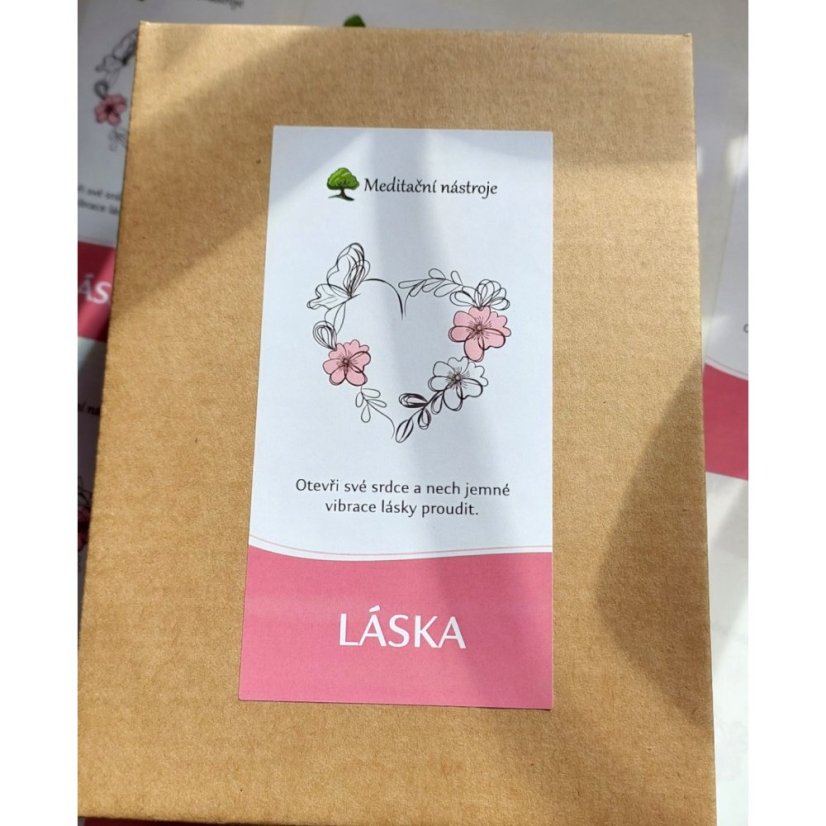 Meditační nástroje
Otevři své srdce a nech jemné
vibrace lásky proudit.
LÁSKA